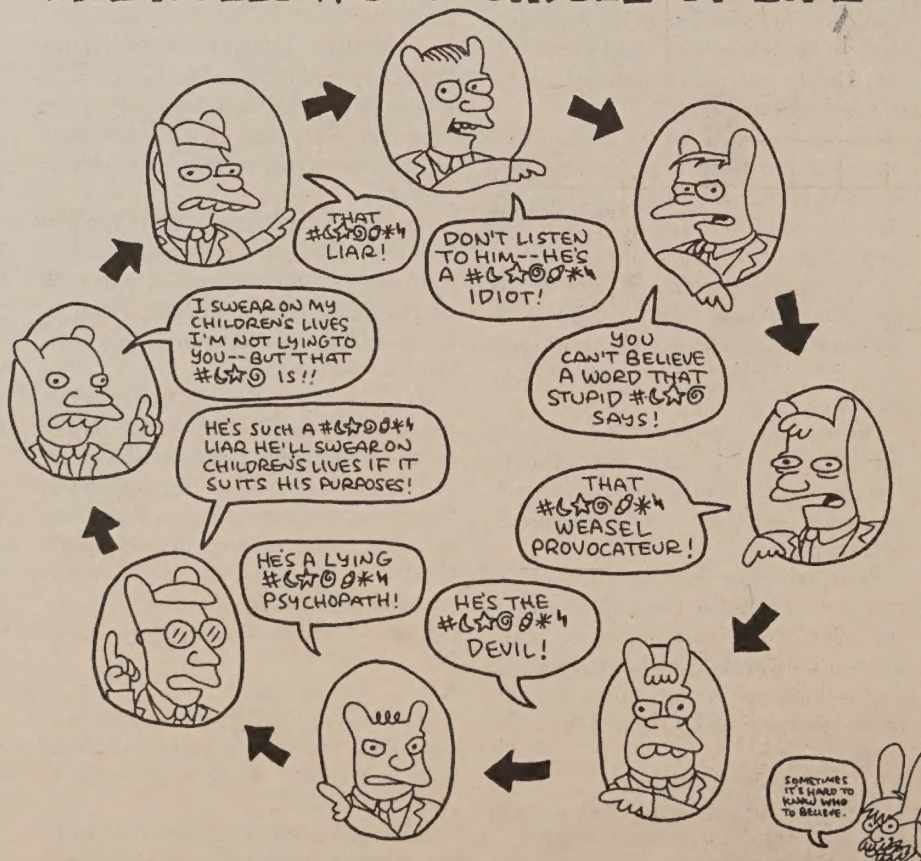 THAT
#☾☆@∂*ϟ
LIAR!
DON'T LISTEN
TO HIM--HE'S
A #☾☆@∂*ϟ
IDIOT!
YOU
CAN'T BELIEVE
A WORD THAT
STUPID #☾☆@
SAYS!
THAT
#☾☆@∂*ϟ
WEASEL
PROVOCATEUR!
HE'S THE
#☾☆@∂*ϟ
DEVIL!
HE'S A LYING
#☾☆@∂*ϟ
PSYCHOPATH!
HE'S SUCH A #☾☆@∂*ϟ
LIAR HE'LL SWEAR ON
CHILDREN'S LIVES IF IT
SUITS HIS PURPOSES!
I SWEAR ON MY
CHILDREN'S LIVES
I'M NOT LYING TO
YOU--BUT THAT
#☾☆@ IS!!
SOMETIMES
IT'S HARD TO
KNOW WHO
TO BELIEVE.